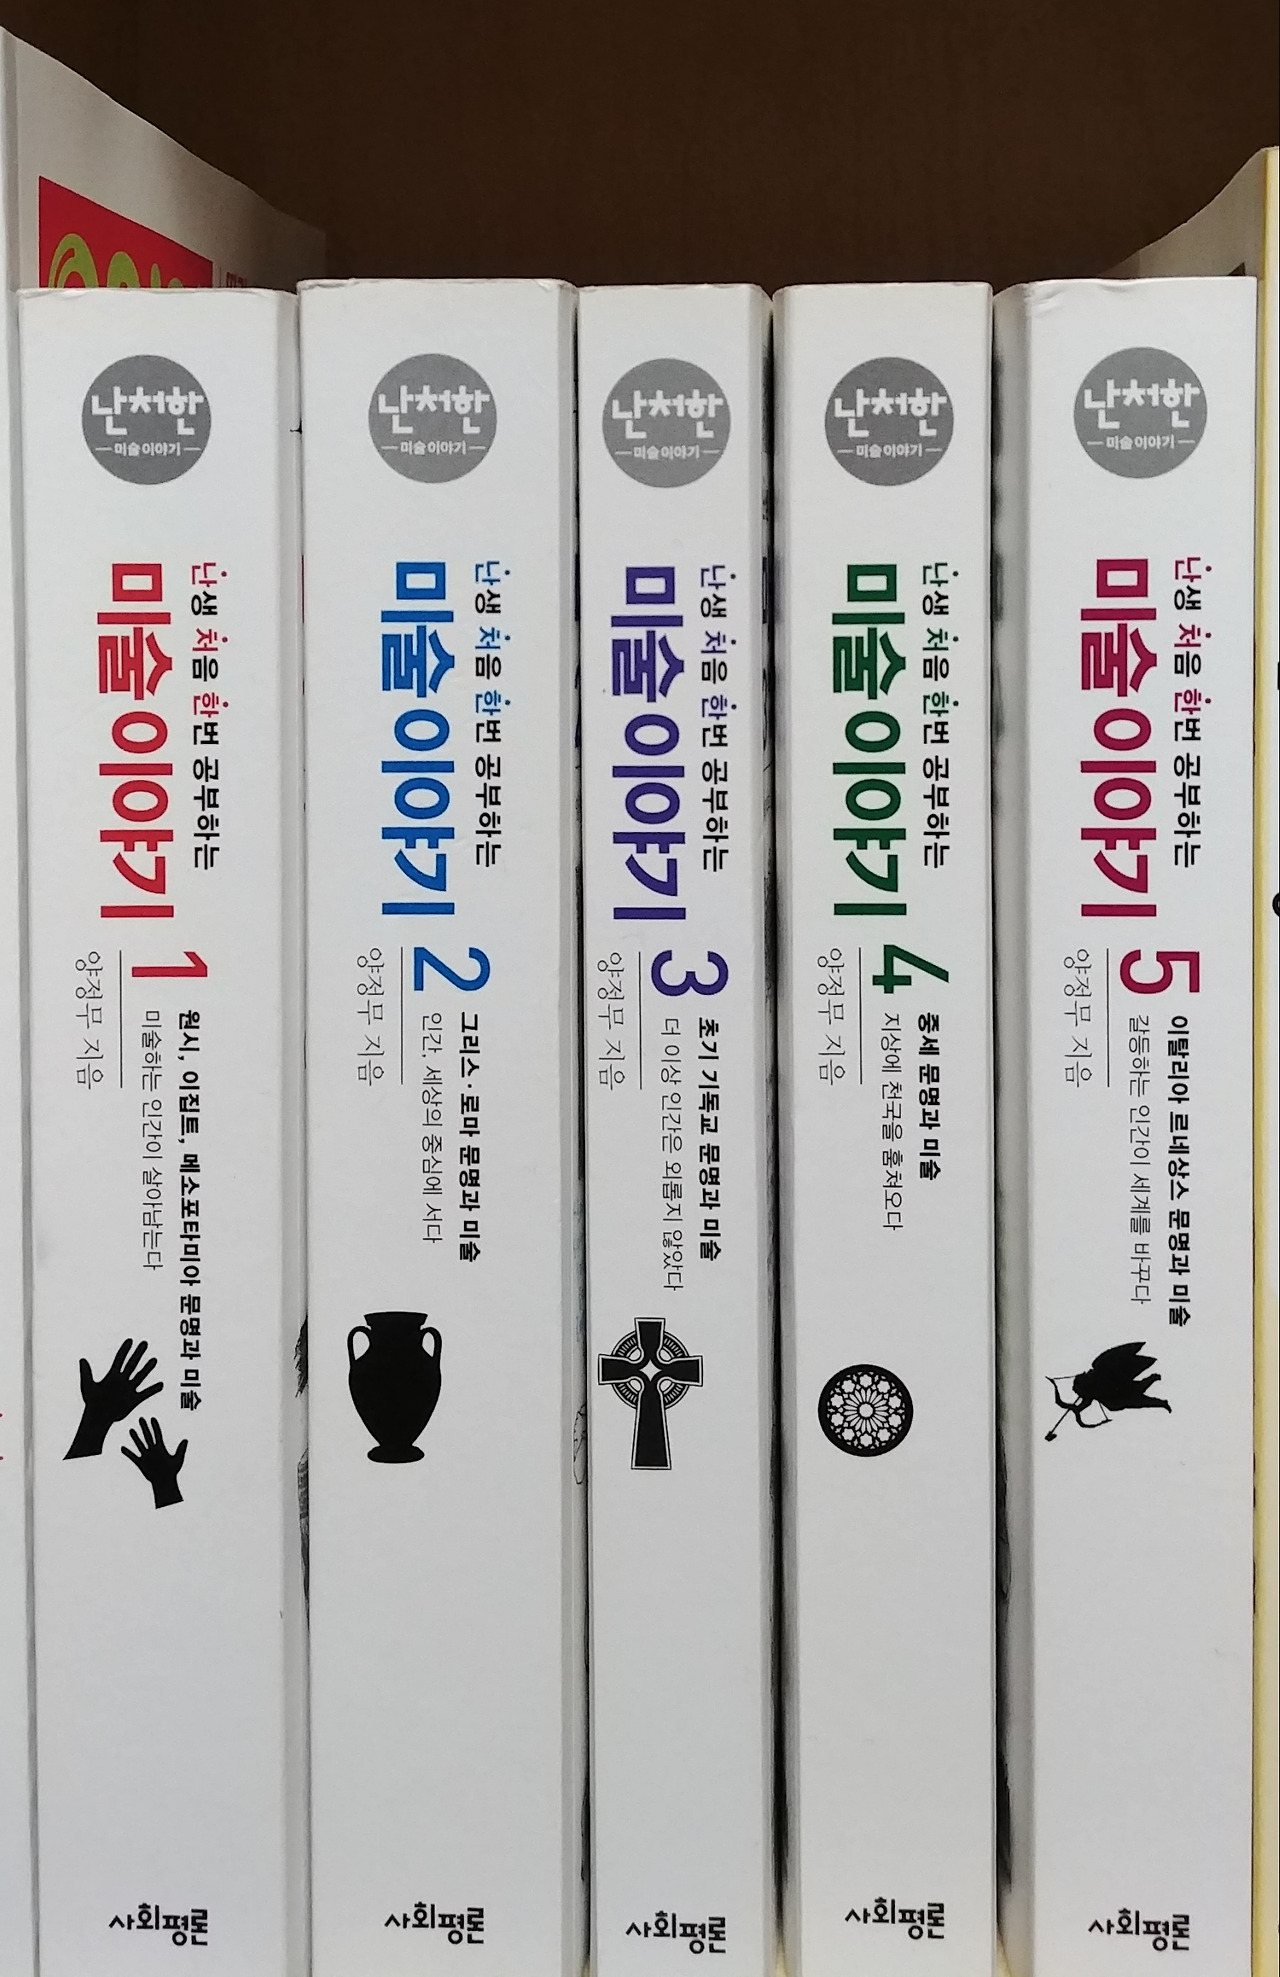 난처한
미술 이야기
난생 처음 한번 공부하는
미술 이야기
1
원시, 이집트, 메소포타미아 문명과 미술
미술하는 인간이 살아남는다
양정무 지음
사회평론
난처한
미술 이야기
난생 처음 한번 공부하는
미술 이야기
2
그리스·로마 문명과 미술
인간, 세상의 중심에 서다
양정무 지음
사회평론
난처한
미술 이야기
난생 처음 한번 공부하는
미술 이야기
3
초기 기독교 문명과 미술
더 이상 인간은 외롭지 않았다
양정무 지음
사회평론
난처한
미술 이야기
난생 처음 한번 공부하는
미술 이야기
4
중세 문명과 미술
지상에 천국을 훔쳐오다
양정무 지음
사회평론
난처한
미술 이야기
난생 처음 한번 공부하는
미술 이야기
5
이탈리아 르네상스 문명과 미술
갈등하는 인간이 세계를 바꾸다
양정무 지음
사회평론